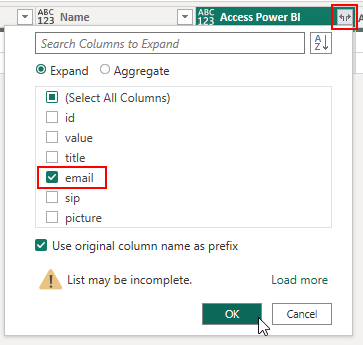 ABC 123 Name ABC 123 Access Power BI
Search Columns to Expand
A Z
Expand Aggregate
(Select All Columns)
id
value
title
email
sip
picture
Use original column name as prefix
List may be incomplete. Load more
OK Cancel